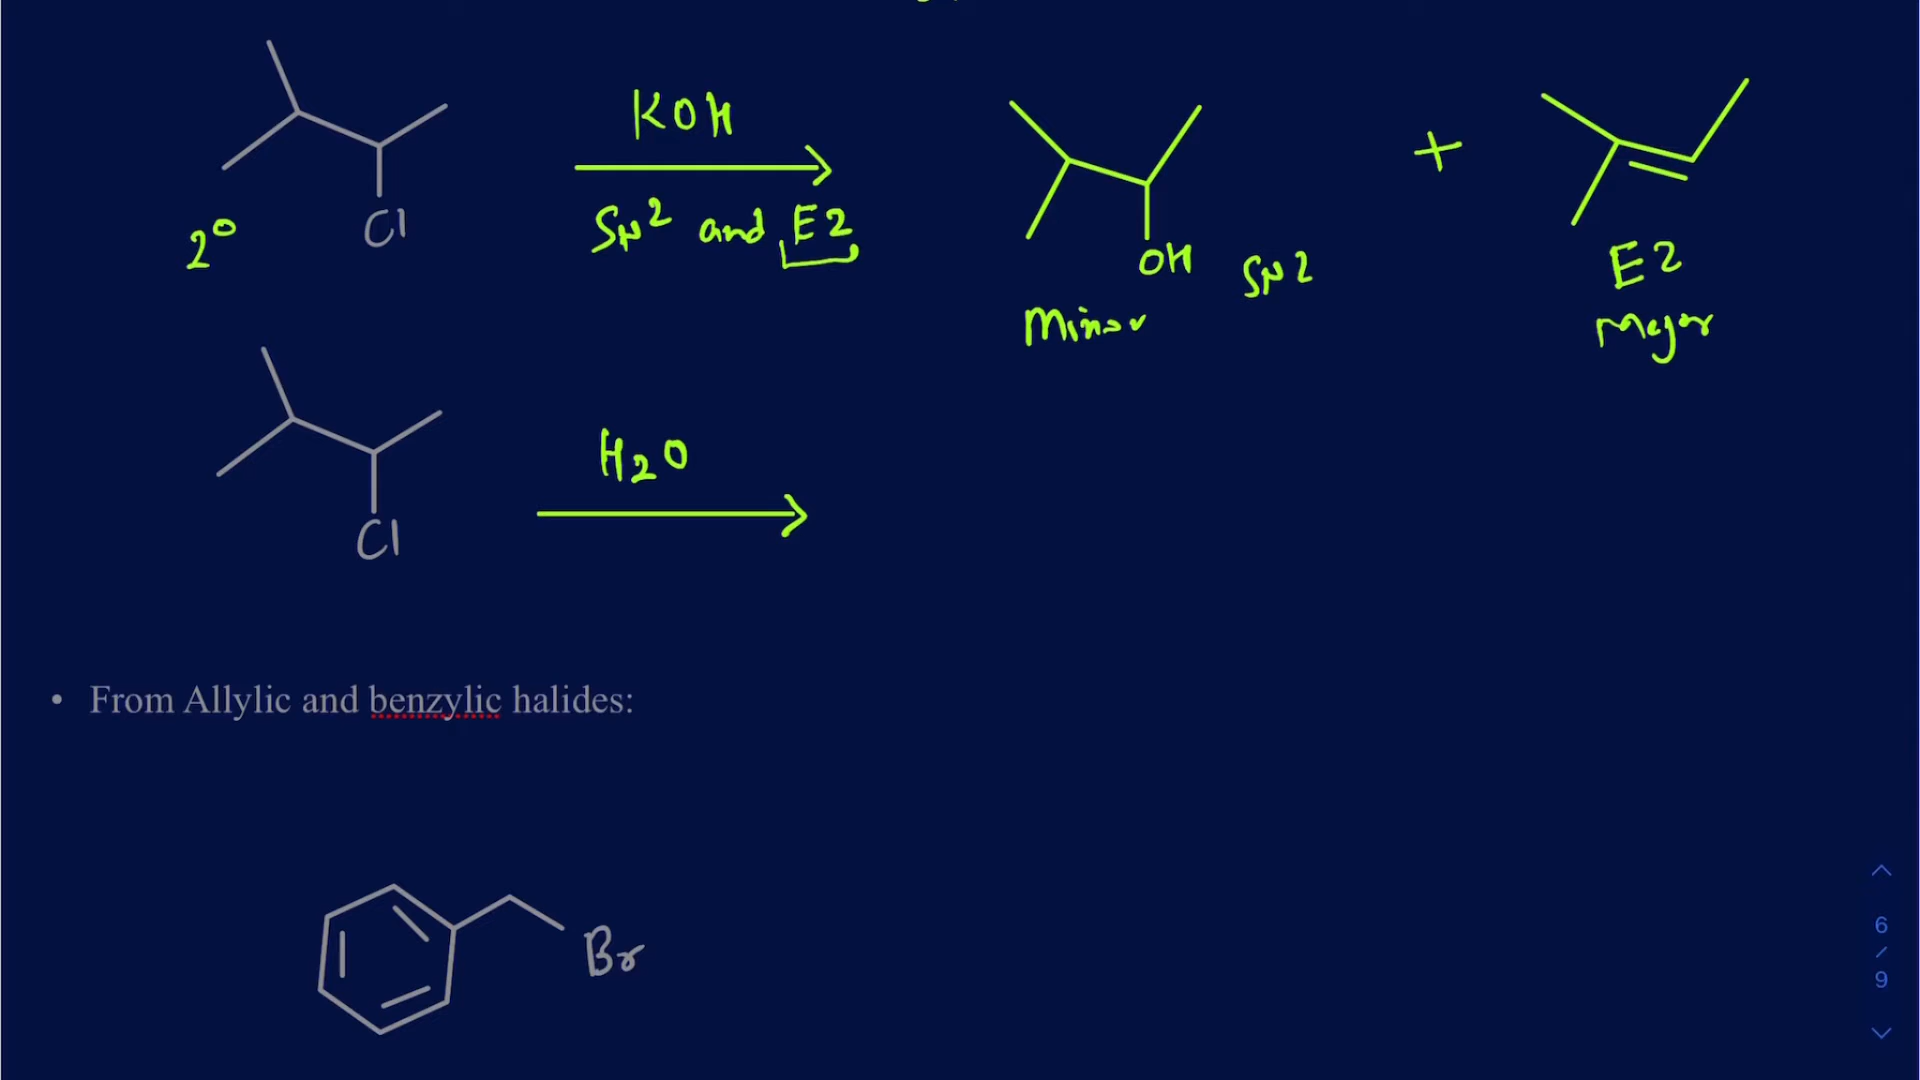 KOH
Cl
2°
SN2 and E2
+
OH
SN2
E2
Minor
Major
H2O
Cl
• From Allylic and benzylic halides:
Br
6
/
9